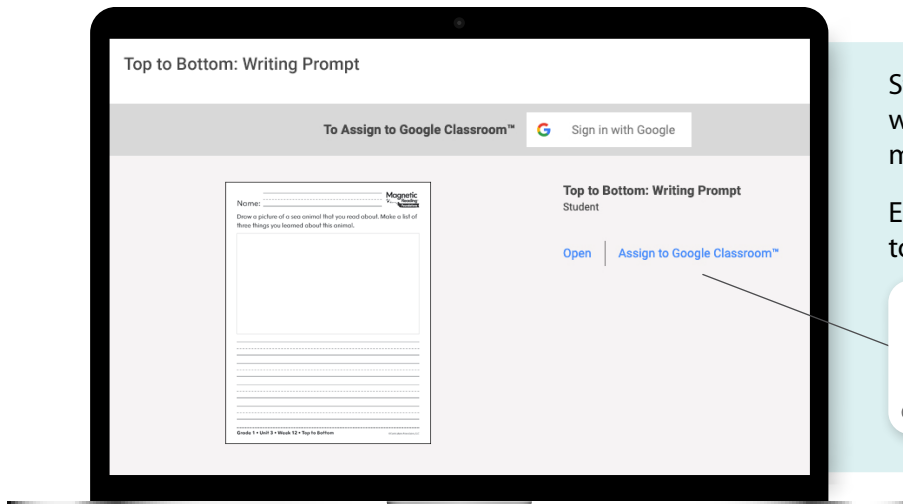 Top to Bottom: Writing Prompt
To Assign to Google Classroom™
Sign in with Google
Name:
Magnetic
Reading
Draw a picture of a sea animal that you read about. Make a list of
three things you learned about this animal.
Grade 1 • Unit 3 • Week 12 • Top to Bottom
Top to Bottom: Writing Prompt
Student
Open
Assign to Google Classroom™
S
w
m
E
to